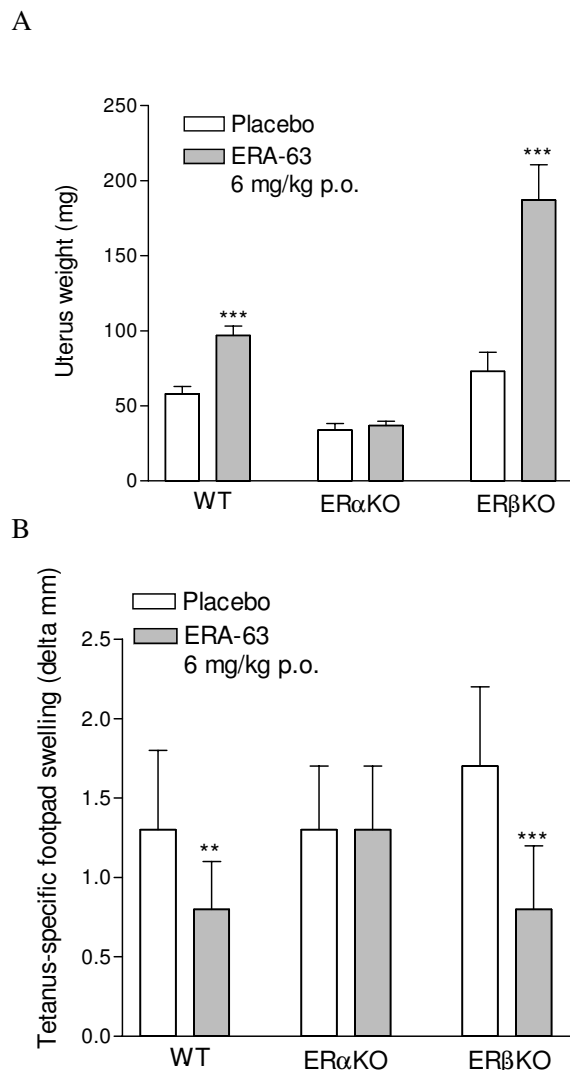 A
Uterus weight (mg)
250
200
150
100
50
0
Placebo
ERA-63
6 mg/kg p.o.
***
***
WT
ERαKO
ERβKO
B
Tetanus-specific footpad swelling (delta mm)
2.5
2.0
1.5
1.0
0.5
0.0
Placebo
ERA-63
6 mg/kg p.o.
**
***
WT
ERαKO
ERβKO